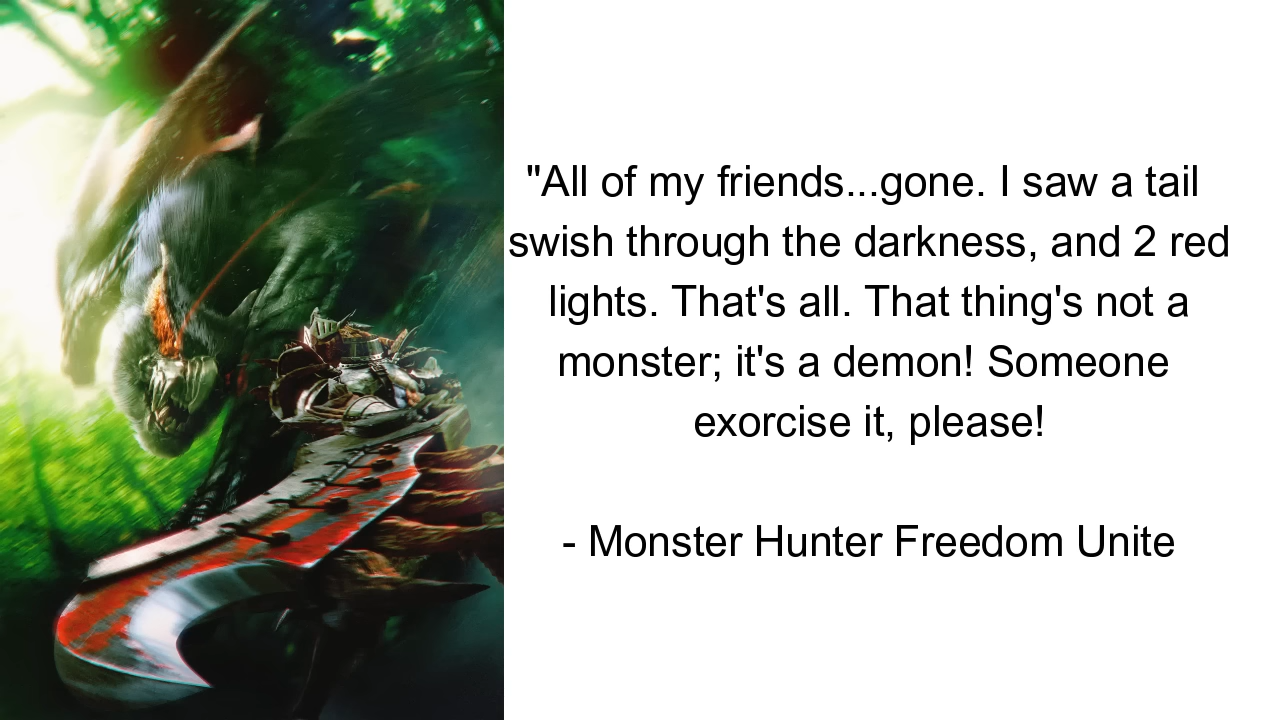 "All of my friends...gone. I saw a tail
swish through the darkness, and 2 red
lights. That's all. That thing's not a
monster; it's a demon! Someone
exorcise it, please!
- Monster Hunter Freedom Unite